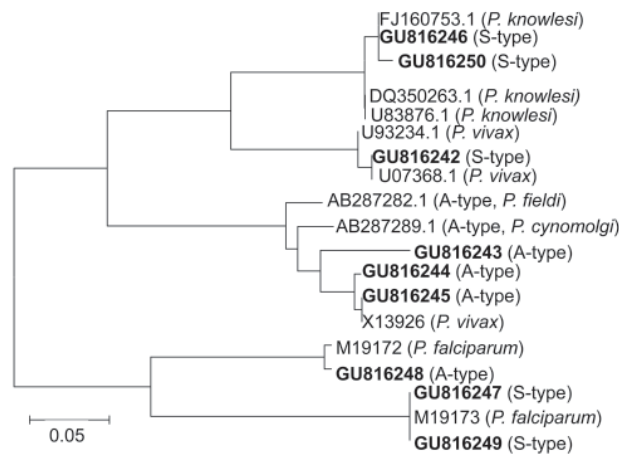 FJ160753.1 (P. knowlesi)
GU816246 (S-type)
GU816250 (S-type)
DQ350263.1 (P. knowlesi)
U83876.1 (P. knowlesi)
U93234.1 (P. vivax)
GU816242 (S-type)
U07368.1 (P. vivax)
AB287282.1 (A-type, P. fieldi)
AB287289.1 (A-type, P. cynomolgi)
GU816243 (A-type)
GU816244 (A-type)
GU816245 (A-type)
X13926 (P. vivax)
M19172 (P. falciparum)
GU816248 (A-type)
GU816247 (S-type)
M19173 (P. falciparum)
GU816249 (S-type)
0.05